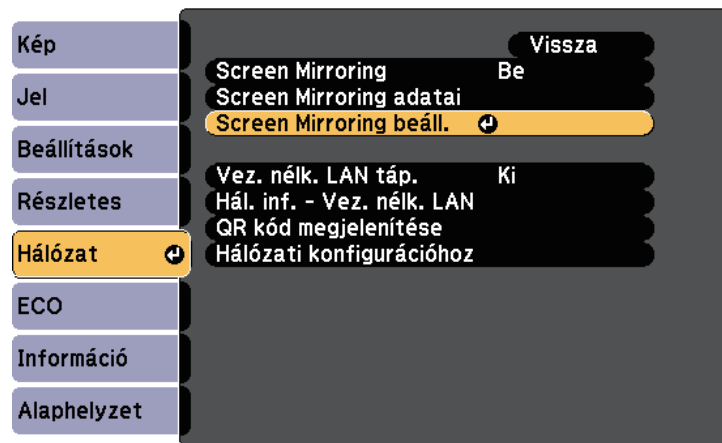 Kép
Jel
Beállítások
Részletes
Hálózat
ECO
Információ
Alaphelyzet
Vissza
Screen Mirroring Be
Screen Mirroring adatai
Screen Mirroring beáll.
Vez. nélk. LAN táp. Ki
Hál. inf. - Vez. nélk. LAN
QR kód megjelenítése
Hálózati konfigurációhoz